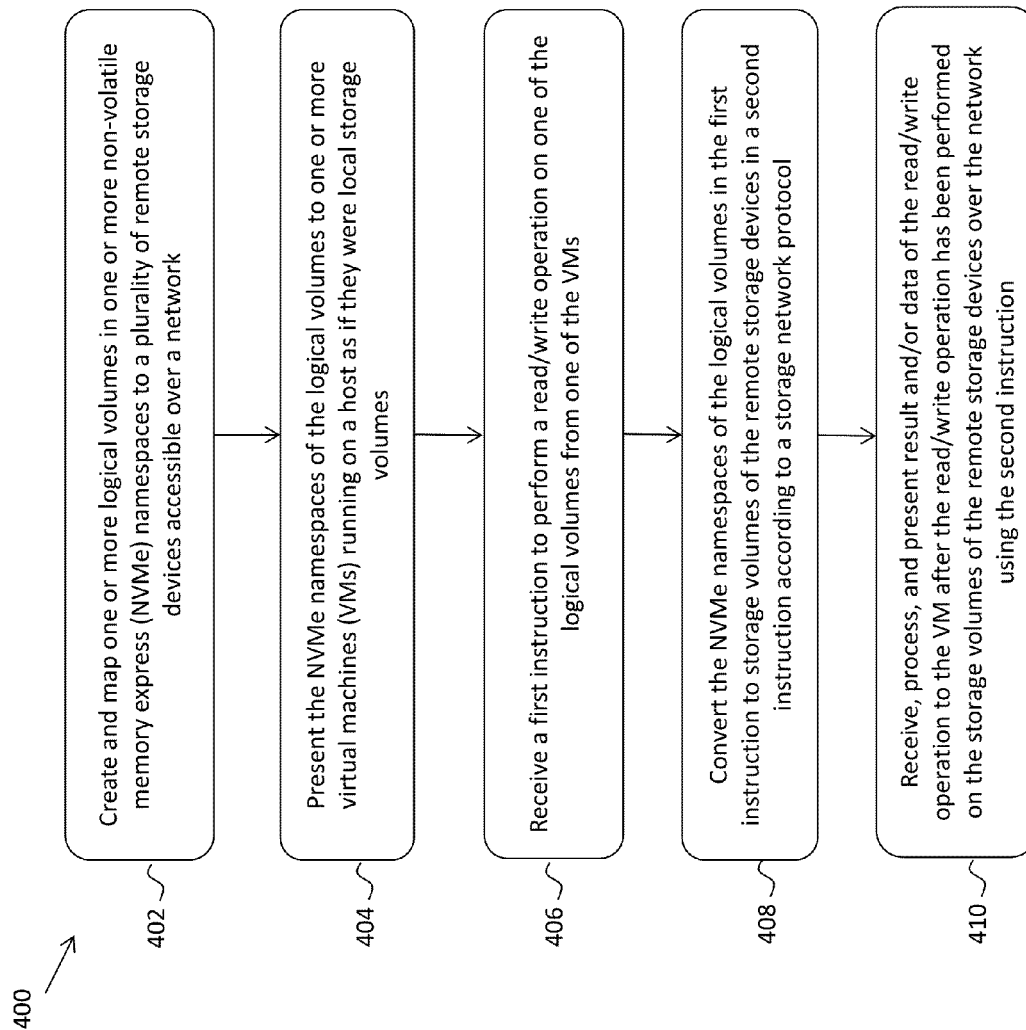 400
402
Create and map one or more logical volumes in one or more non-volatile
memory express (NVMe) namespaces to a plurality of remote storage
devices accessible over a network
404
Present the NVMe namespaces of the logical volumes to one or more
virtual machines (VMs) running on a host as if they were local storage
volumes
406
Receive a first instruction to perform a read/write operation on one of the
logical volumes from one of the VMs
408
Convert the NVMe namespaces of the logical volumes in the first
instruction to storage volumes of the remote storage devices in a second
instruction according to a storage network protocol
410
Receive, process, and present result and/or data of the read/write
operation to the VM after the read/write operation has been performed
on the storage volumes of the remote storage devices over the network
using the second instruction